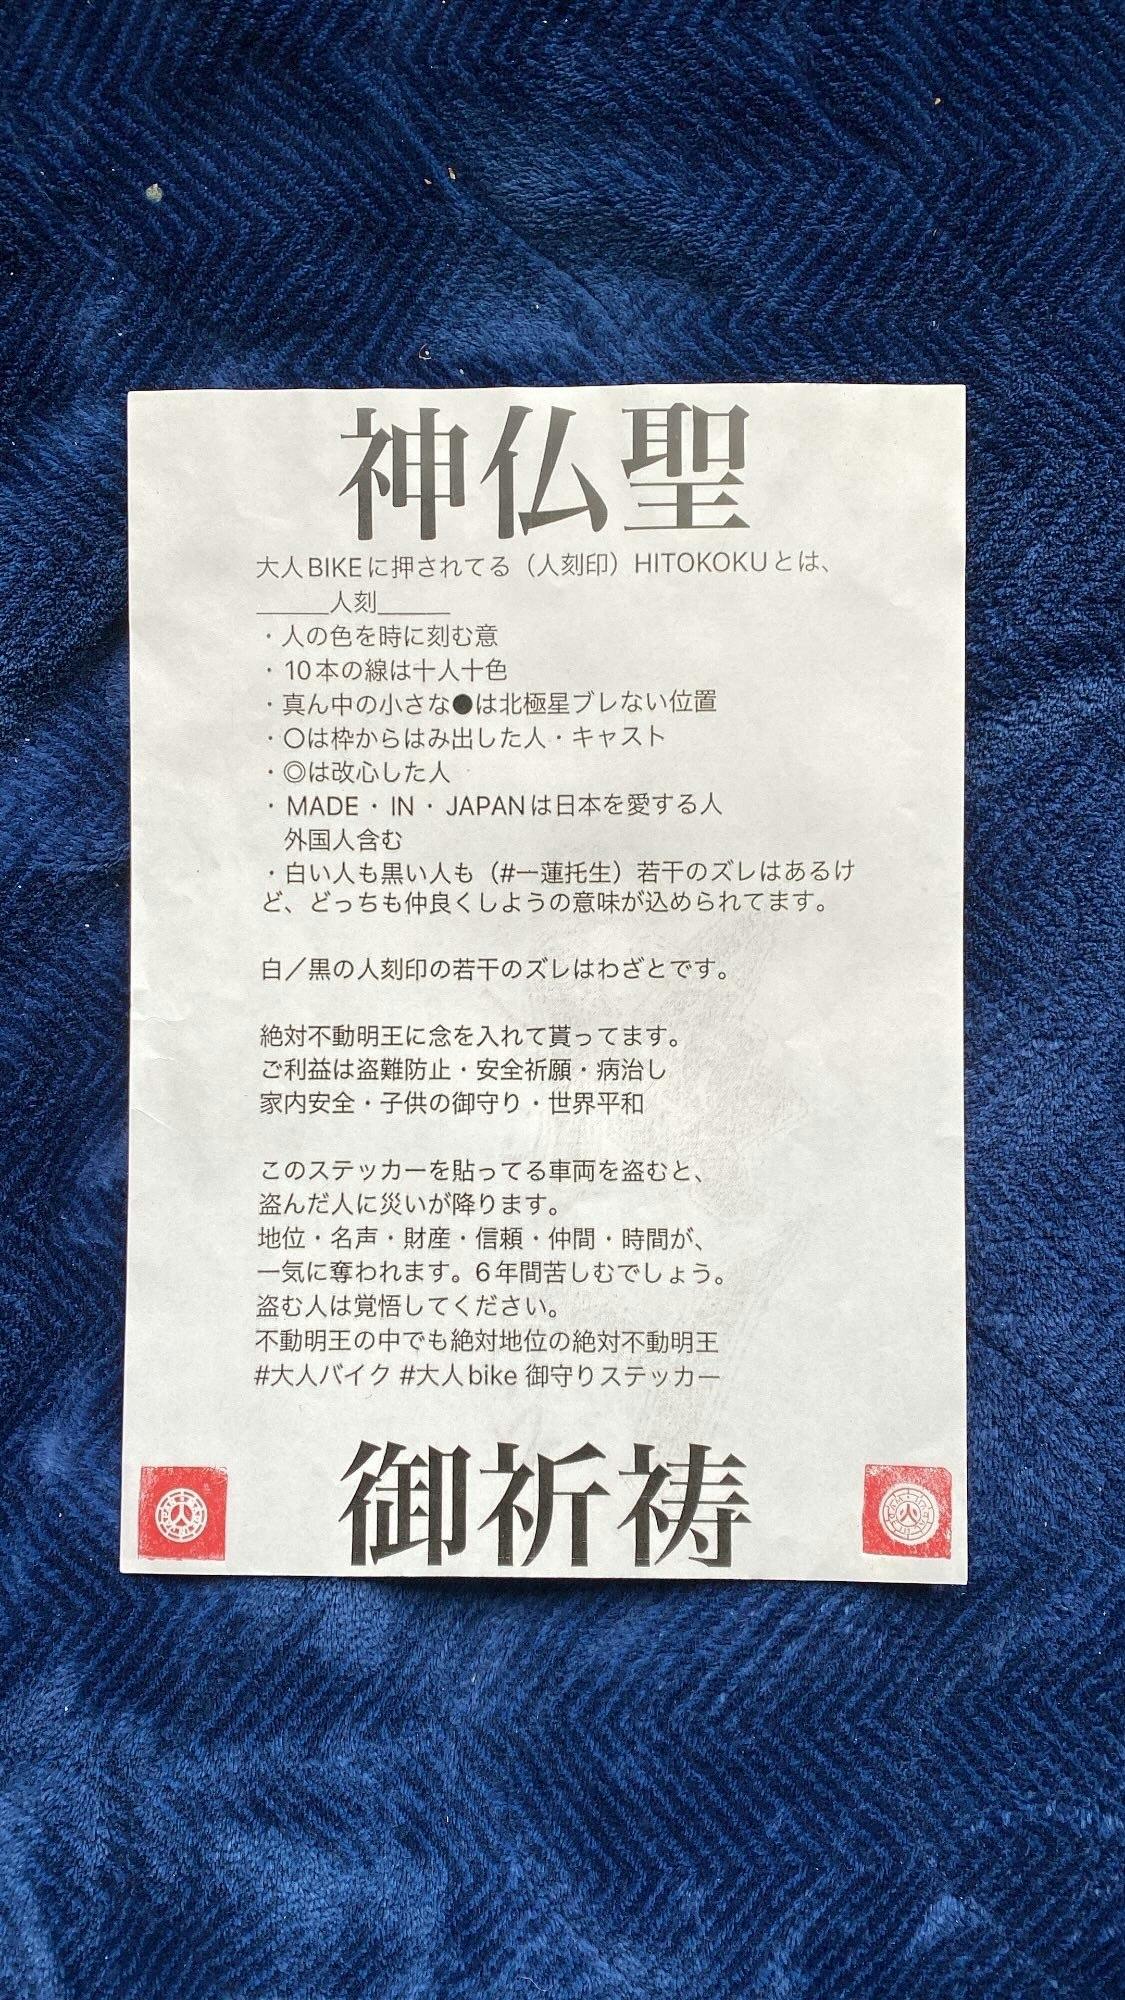 神仏聖
大人BIKEに押されてる（人刻印）HITOKOKUとは、
______人刻______
・人の色を時に刻む意
・10本の線は十人十色
・真ん中の小さな●は北極星ブレない位置
・○は枠からはみ出した人・キャスト
・◎は改心した人
・MADE・IN・JAPANは日本を愛する人
外国人含む
・白い人も黒い人も（#一蓮托生）若干のズレはあるけ
ど、どっちも仲良くしようの意味が込められてます。
白／黒の人刻印の若干のズレはわざとです。
絶対不動明王に念を入れて貰ってます。
ご利益は盗難防止・安全祈願・病治し
家内安全・子供の御守り・世界平和
このステッカーを貼ってる車両を盗むと、
盗んだ人に災いが降ります。
地位・名声・財産・信頼・仲間・時間が、
一気に奪われます。6年間苦しむでしょう。
盗む人は覚悟してください。
不動明王の中でも絶対地位の絶対不動明王
#大人バイク #大人bike 御守りステッカー
御祈祷
人
火